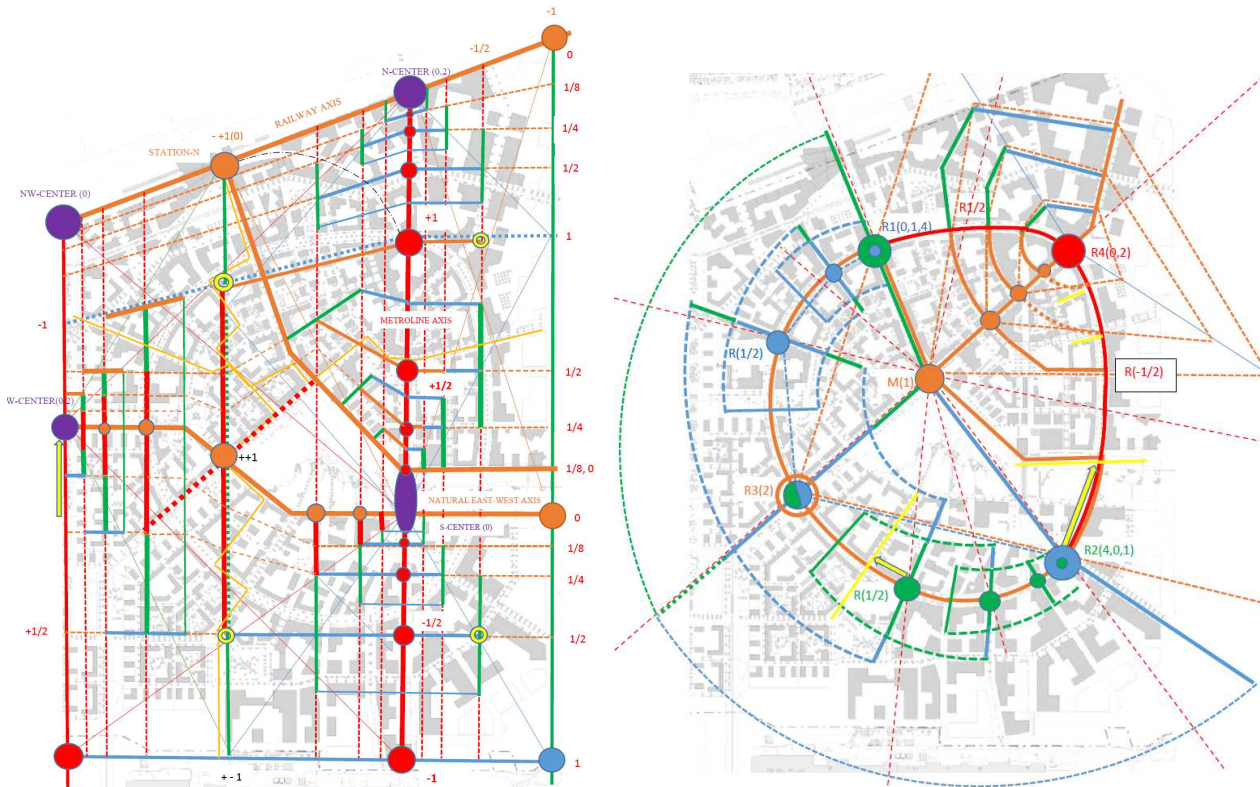 -1
-1/2
0
N-CENTER (0,2)
1/8
RAILWAY AXIS
1/4
- +1(0)
STATION-N
1/2
NW-CENTER (0)
+1
1
-1
METROLINE AXIS
1/2
+1/2
W-CENTER(0,2)
1/4
++1
1/8, 0
NATURAL EAST-WEST AXIS
0
S-CENTER (0)
1/8
1/4
-1/2
+1/2
1/2
1
+ - 1
-1
R1/2
R1(0,1,4)
R4(0,2)
R(1/2)
R(-1/2)
M(1)
R3(2)
R2(4,0,1)
R(1/2)